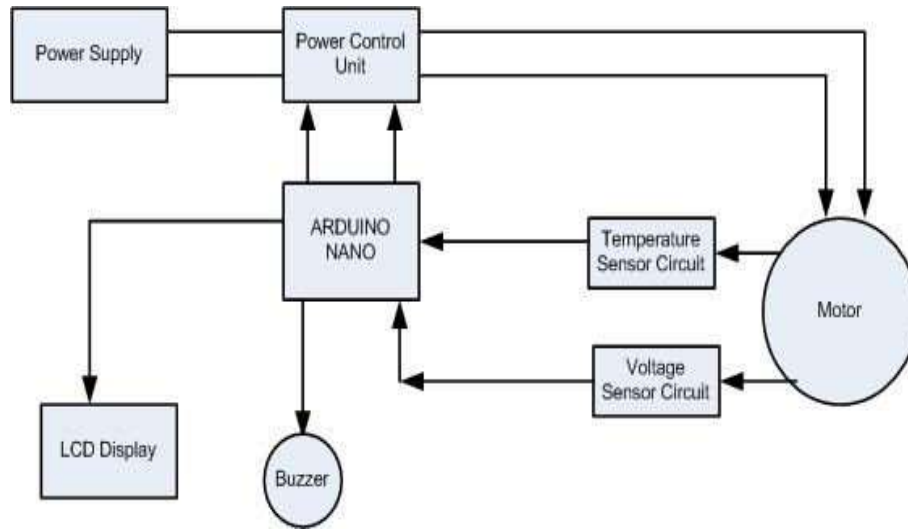 Power Supply
Power Control
Unit
ARDUINO
NANO
Temperature
Sensor Circuit
Motor
Voltage
Sensor Circuit
LCD Display
Buzzer